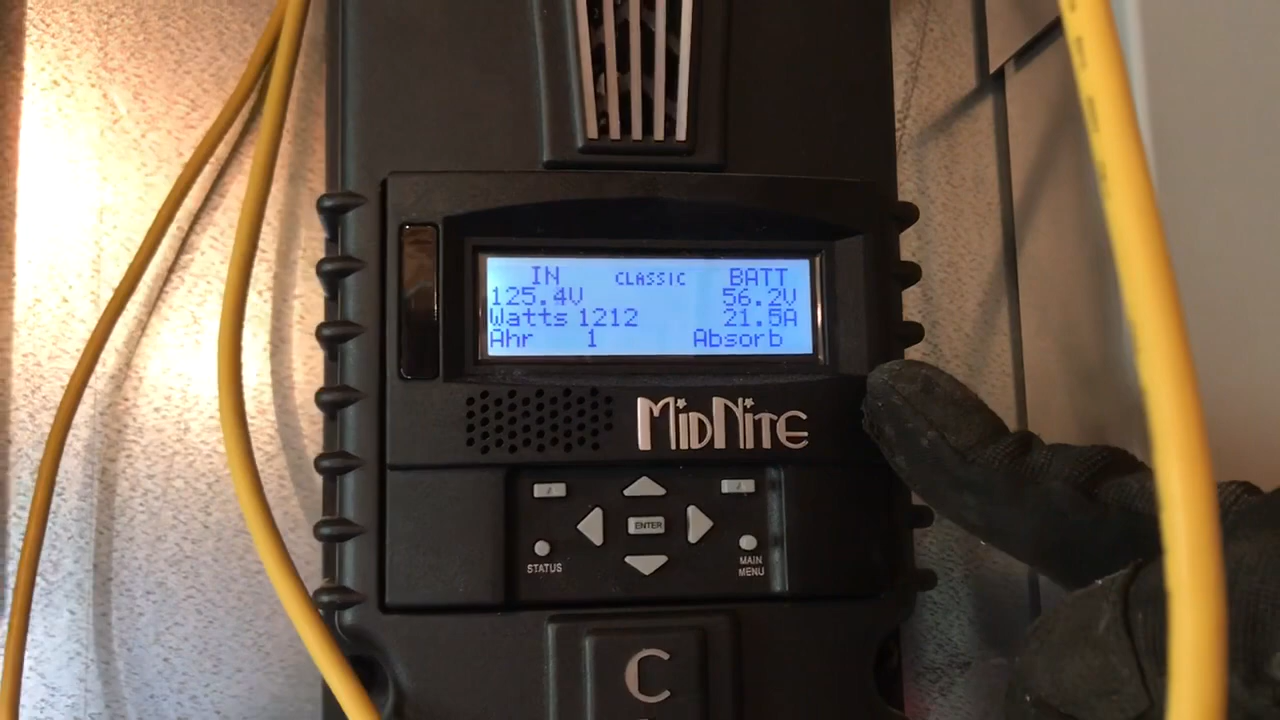 IN CLASSIC BATT
125.4V 56.2V
Watts 1212 21.5A
Ahr 1 Absorb
MIDNITE
ENTER
STATUS
MAIN
MENU
C